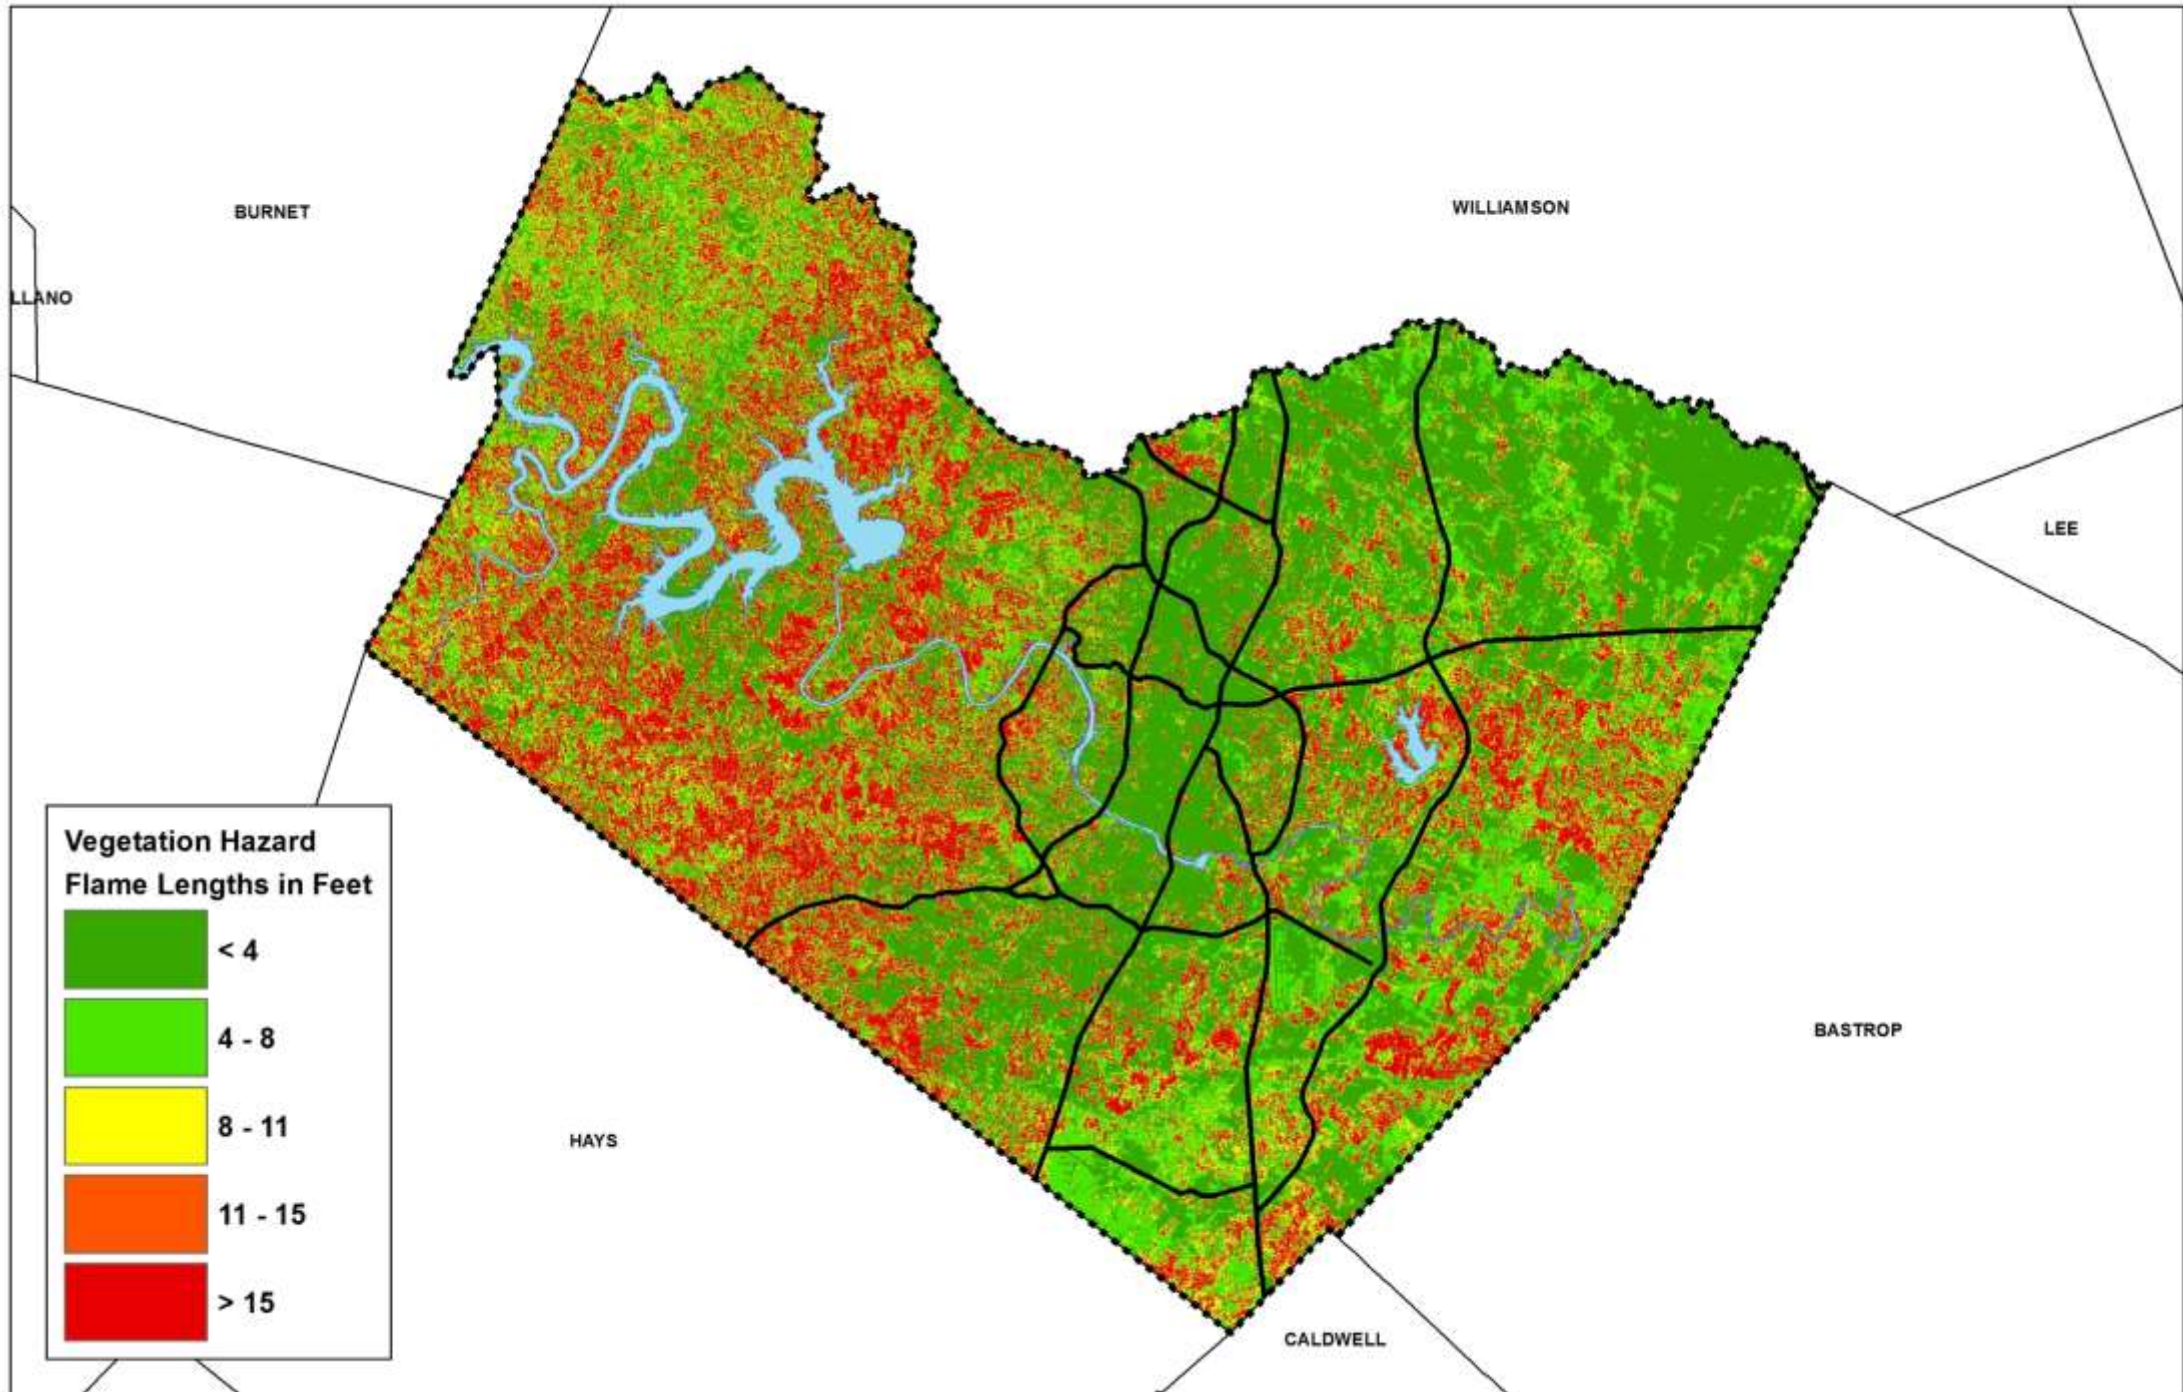 BURNET
WILLIAMSON
LLANO
LEE
Vegetation Hazard
Flame Lengths in Feet
< 4
4 - 8
8 - 11
11 - 15
> 15
BASTROP
HAYS
CALDWELL